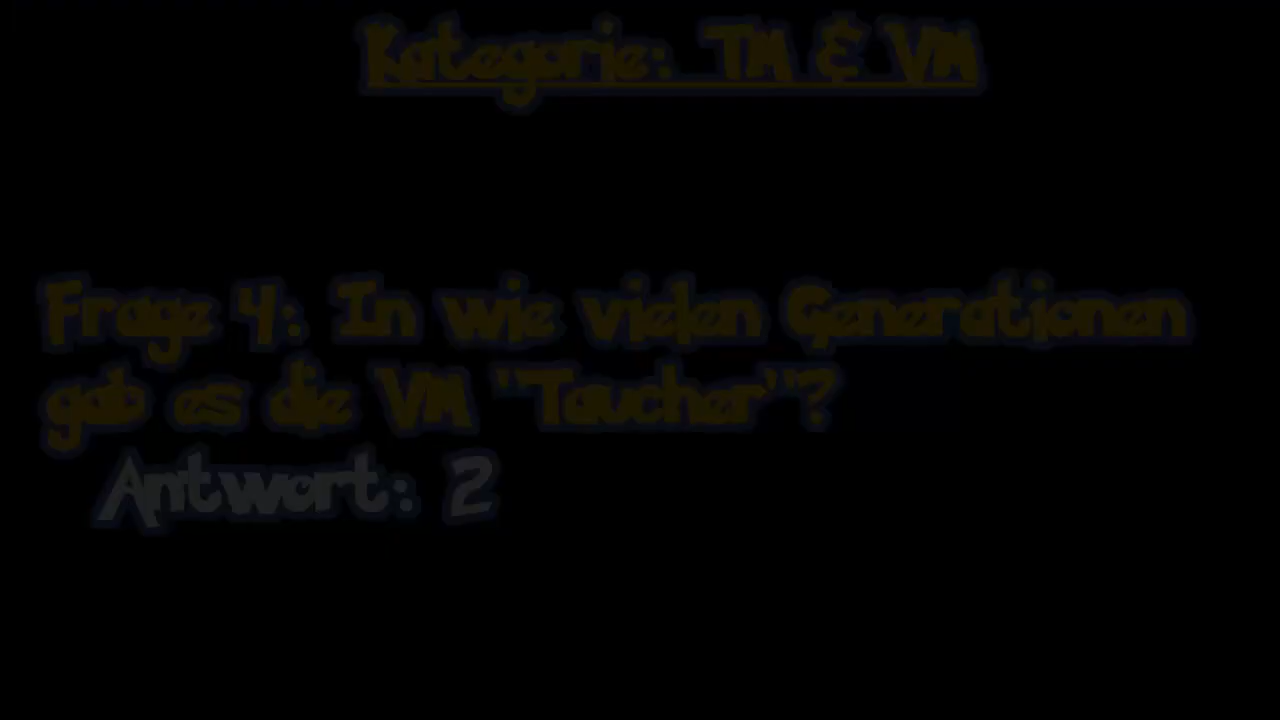 Kategorie: TM & VM
Frage 4: In wie vielen Generationen
gab es die VM "Taucher"?
Antwort: 2